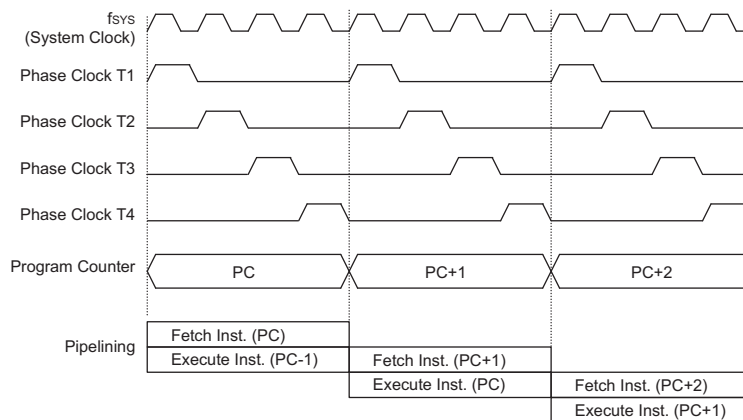 fSYS
(System Clock)
Phase Clock T1
Phase Clock T2
Phase Clock T3
Phase Clock T4
Program Counter
PC
PC+1
PC+2
Pipelining
Fetch Inst. (PC)
Execute Inst. (PC-1)
Fetch Inst. (PC+1)
Execute Inst. (PC)
Fetch Inst. (PC+2)
Execute Inst. (PC+1)